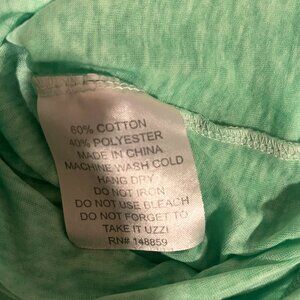 60% COTTON
40% POLYESTER
MADE IN CHINA
MACHINE WASH COLD
HANG DRY
DO NOT IRON
DO NOT USE BLEACH
DO NOT FORGET TO
TAKE IT UZZI
RN# 148859